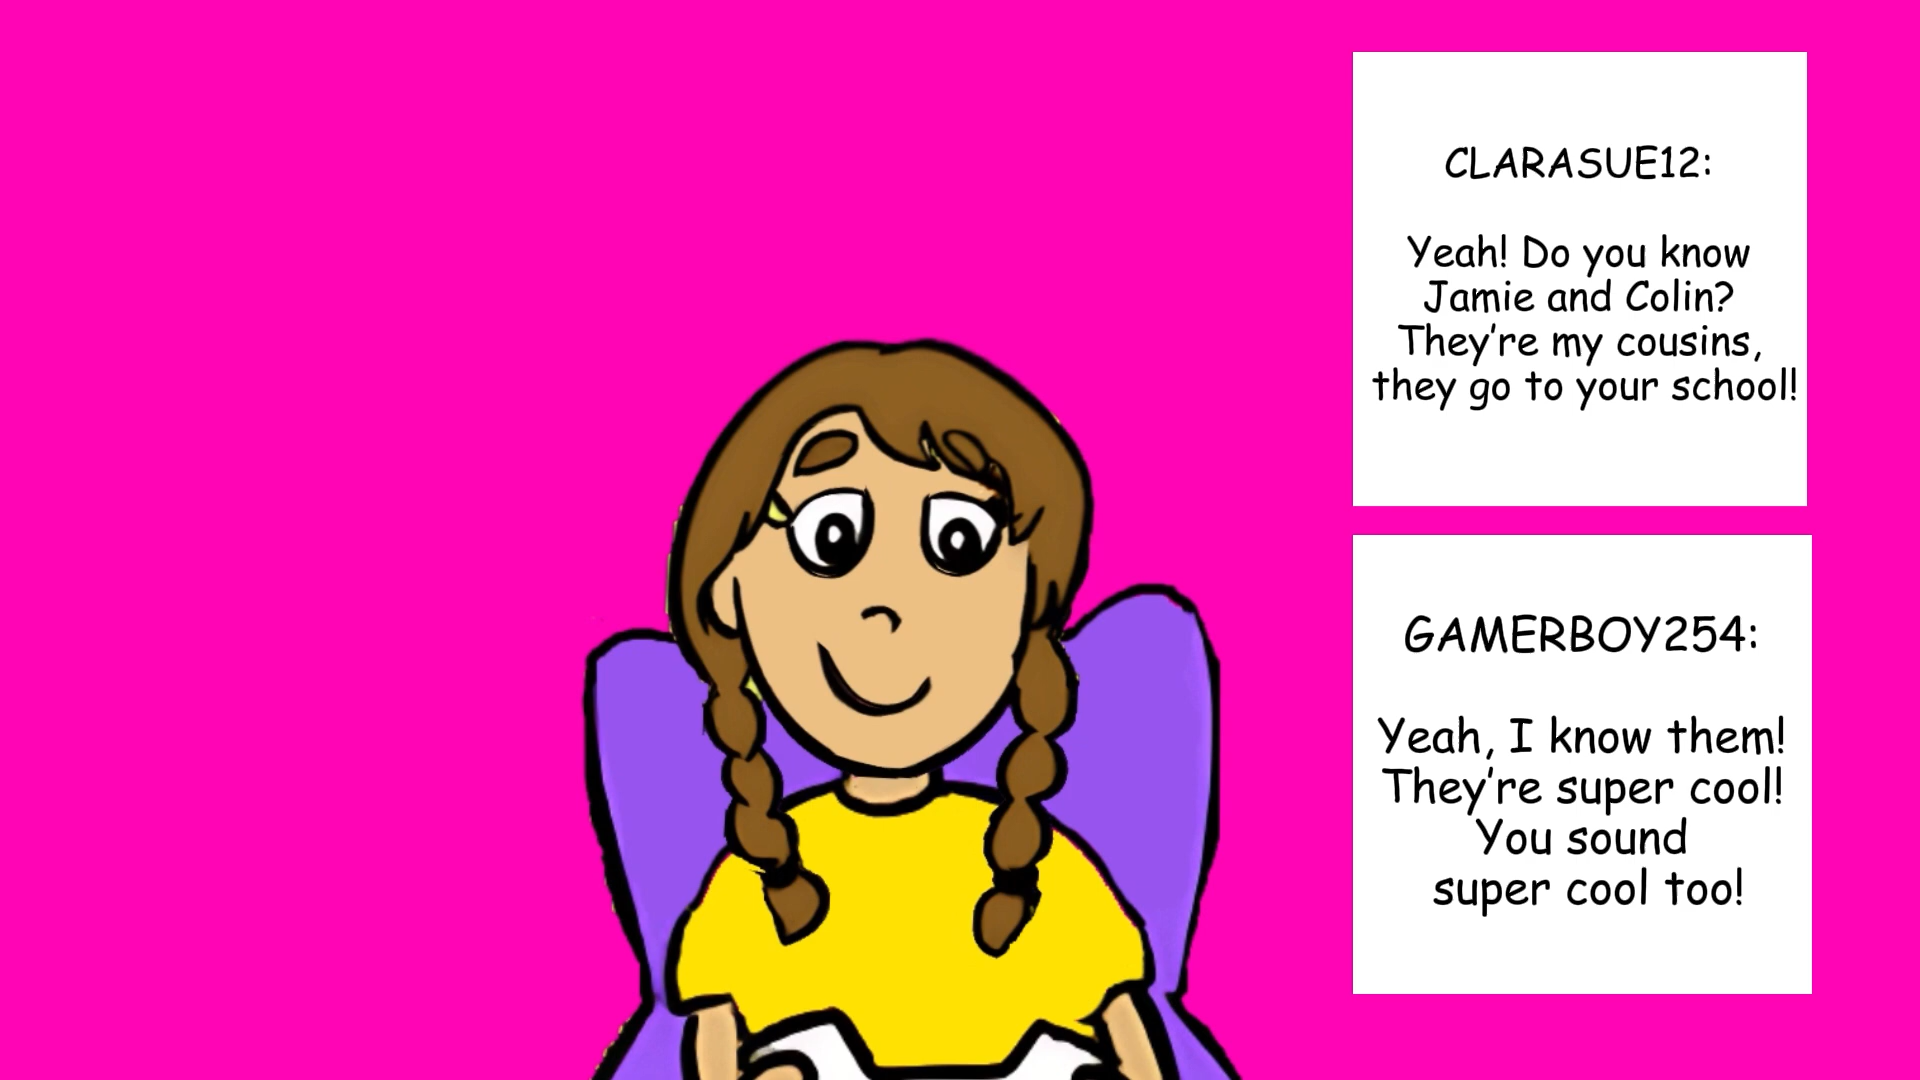 CLARASUE12:
Yeah! Do you know
Jamie and Colin?
They're my cousins,
they go to your school!
GAMERBOY254:
Yeah, I know them!
They're super cool!
You sound
super cool too!